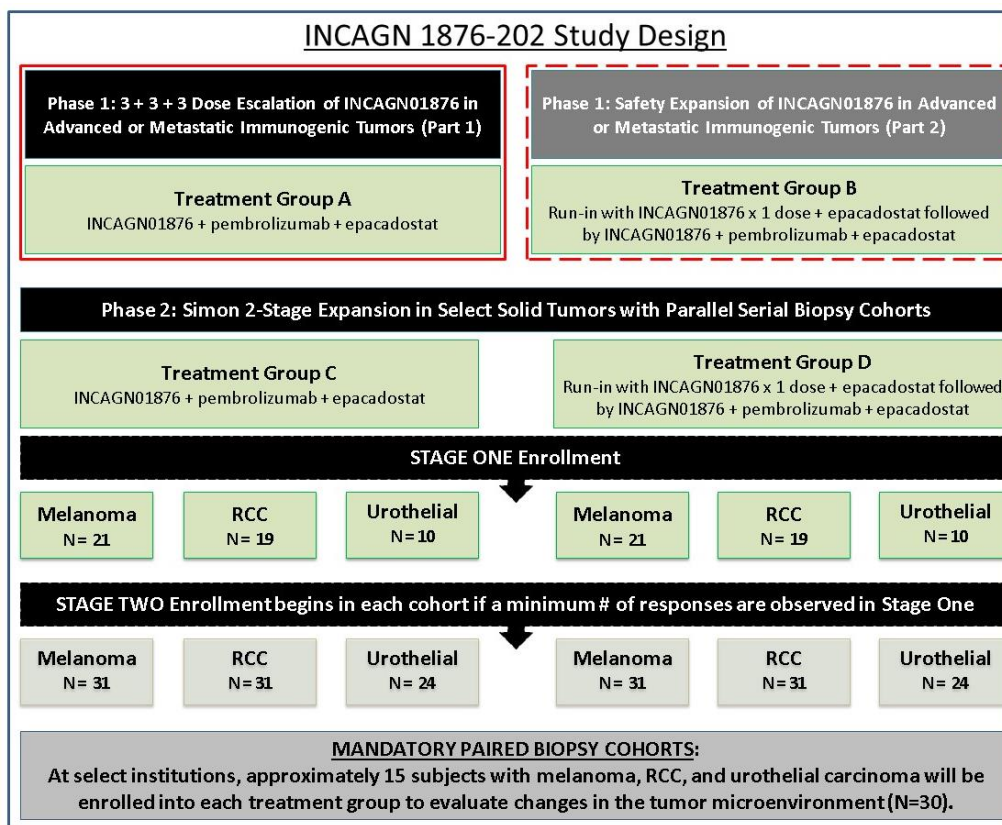 INCAGN 1876-202 Study Design
Phase 1: 3 + 3 + 3 Dose Escalation of INCAGN01876 in
Advanced or Metastatic Immunogenic Tumors (Part 1)
Treatment Group A
INCAGN01876 + pembrolizumab + epacadostat
Phase 1: Safety Expansion of INCAGN01876 in Advanced
or Metastatic Immunogenic Tumors (Part 2)
Treatment Group B
Run-in with INCAGN01876 x 1 dose + epacadostat followed
by INCAGN01876 + pembrolizumab + epacadostat
Phase 2: Simon 2-Stage Expansion in Select Solid Tumors with Parallel Serial Biopsy Cohorts
Treatment Group C
INCAGN01876 + pembrolizumab + epacadostat
Treatment Group D
Run-in with INCAGN01876 x 1 dose + epacadostat followed
by INCAGN01876 + pembrolizumab + epacadostat
STAGE ONE Enrollment
Melanoma
N= 21
RCC
N= 19
Urothelial
N= 10
Melanoma
N= 21
RCC
N= 19
Urothelial
N= 10
STAGE TWO Enrollment begins in each cohort if a minimum # of responses are observed in Stage One
Melanoma
N= 31
RCC
N= 31
Urothelial
N= 24
Melanoma
N= 31
RCC
N= 31
Urothelial
N= 24
MANDATORY PAIRED BIOPSY COHORTS:
At select institutions, approximately 15 subjects with melanoma, RCC, and urothelial carcinoma will be
enrolled into each treatment group to evaluate changes in the tumor microenvironment (N=30).